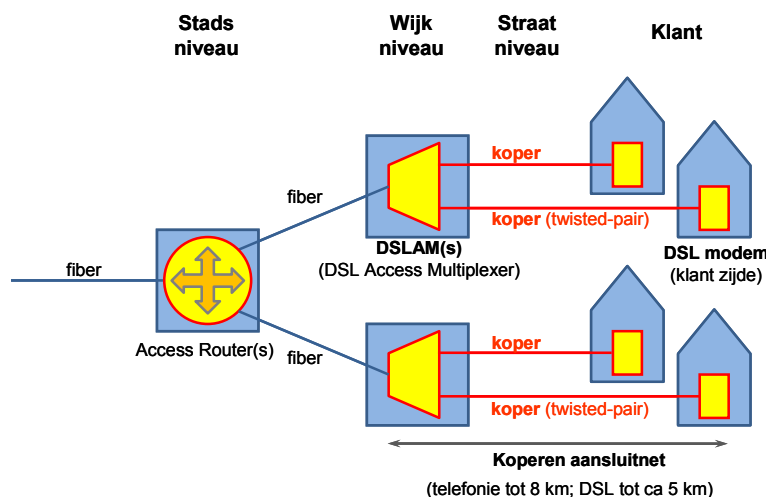 Stads
niveau
Wijk
niveau
Straat
niveau
Klant
koper
fiber
koper (twisted-pair)
DSLAM(s)
(DSL Access Multiplexer)
DSL modem
(klant zijde)
fiber
Access Router(s)
fiber
koper
koper (twisted-pair)
Koperen aansluitnet
(telefonie tot 8 km; DSL tot ca 5 km)